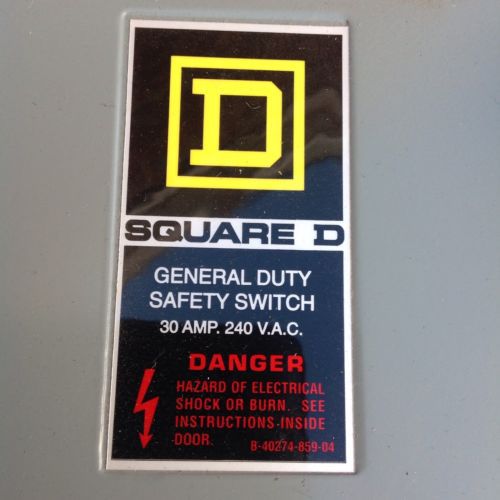 D
SQUARE D
GENERAL DUTY
SAFETY SWITCH
30 AMP. 240 V.A.C.
DANGER
HAZARD OF ELECTRICAL
SHOCK OR BURN. SEE
INSTRUCTIONS INSIDE
DOOR. B-40274-859-04